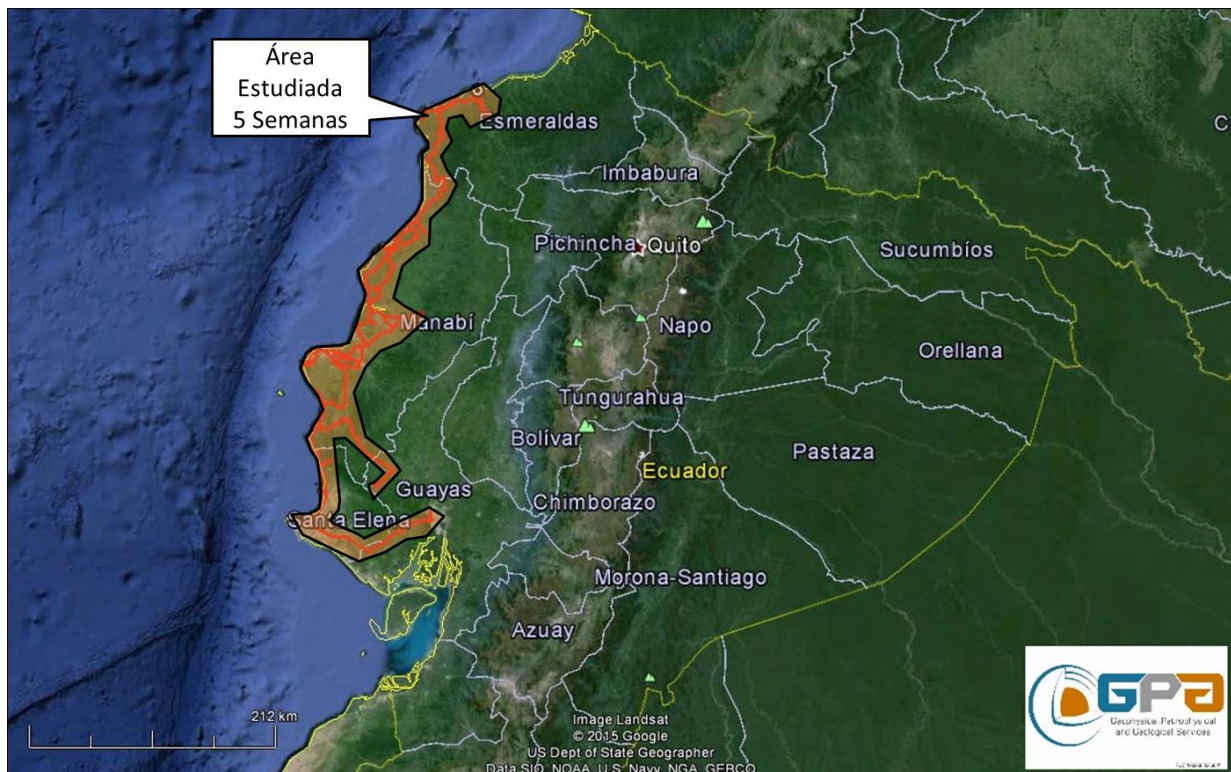 Área
Estudiada
5 Semanas
Esmeraldas
C
Imbabura
Pichincha
Quito
Sucumbíos
Manabí
Napo
Orellana
Tungurahua
Bolívar
Pastaza
Ecuador
Guayas
Chimborazo
Santa Elena
Morona-Santiago
Azuay
212 km
Image Landsat
© 2015 Google
US Dept of State Geographer
Data SIO, NOAA, U.S. Navy, NGA, GEBCO
GPA
Geophysical, Petrophysical
and Geological Services